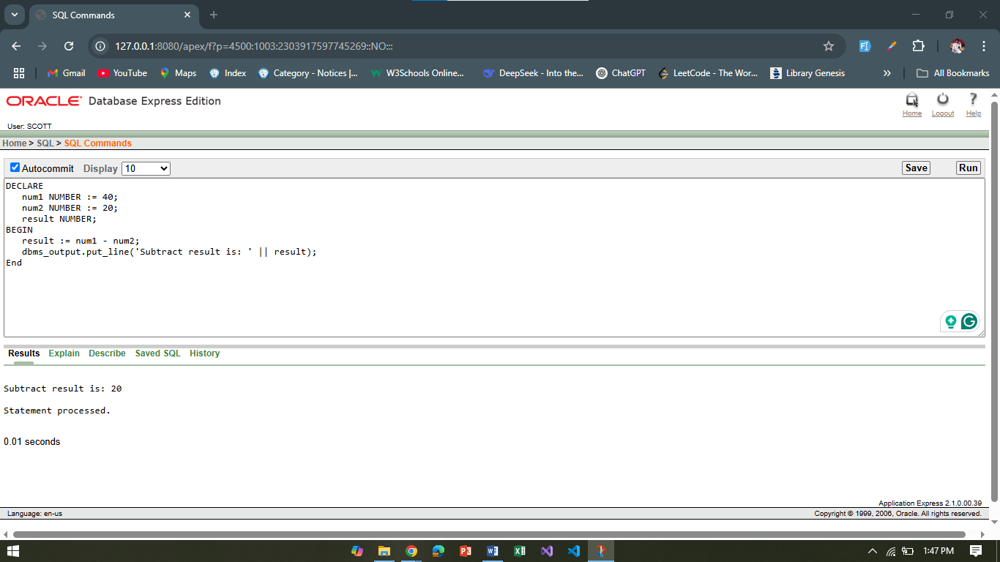 SQL Commands
127.0.0.1:8080/apex/f?p=4500:1003:2303917597745269::NO:::
Gmail YouTube Maps Index Category - Notices |... W3Schools Online... DeepSeek - Into the... ChatGPT LeetCode - The Wor... Library Genesis » All Bookmarks
ORACLE Database Express Edition
Home Logout Help
User: SCOTT
Home > SQL > SQL Commands
Autocommit Display 10 Save Run
DECLARE
   num1 NUMBER := 40;
   num2 NUMBER := 20;
   result NUMBER;
BEGIN
   result := num1 - num2;
   dbms_output.put_line('Subtract result is: ' || result);
End
Results Explain Describe Saved SQL History
Subtract result is: 20
Statement processed.
0.01 seconds
Application Express 2.1.0.00.39
Language: en-us Copyright © 1999, 2006, Oracle. All rights reserved.
1:47 PM